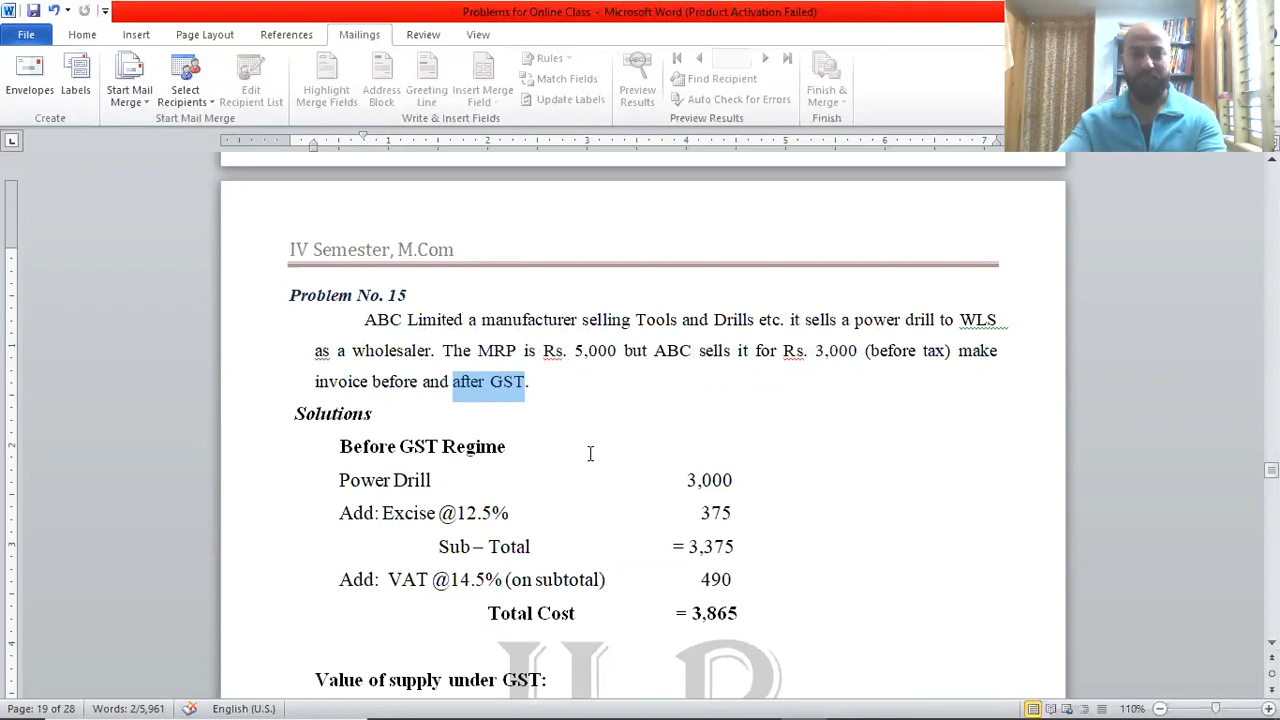 Problems for Online Class - Microsoft Word (Product Activation Failed)
File Home Insert Page Layout References Mailings Review View
Envelopes Labels Start Mail Merge Select Recipients Edit Recipient List Highlight Merge Fields Address Block Greeting Line Insert Merge Field Rules Match Fields Update Labels Preview Results Find Recipient Auto Check for Errors Finish & Merge
Create Start Mail Merge Write & Insert Fields Preview Results Finish
1 2 3 4 5 6 7
IV Semester, M.Com
Problem No. 15
ABC Limited a manufacturer selling Tools and Drills etc. it sells a power drill to WLS
as a wholesaler. The MRP is Rs. 5,000 but ABC sells it for Rs. 3,000 (before tax) make
invoice before and after GST.
Solutions
Before GST Regime
Power Drill 3,000
Add: Excise @12.5% 375
Sub – Total = 3,375
Add: VAT @14.5% (on subtotal) 490
Total Cost = 3,865
Value of supply under GST:
Page: 19 of 28 Words: 2/5,961 English (U.S.) 110%